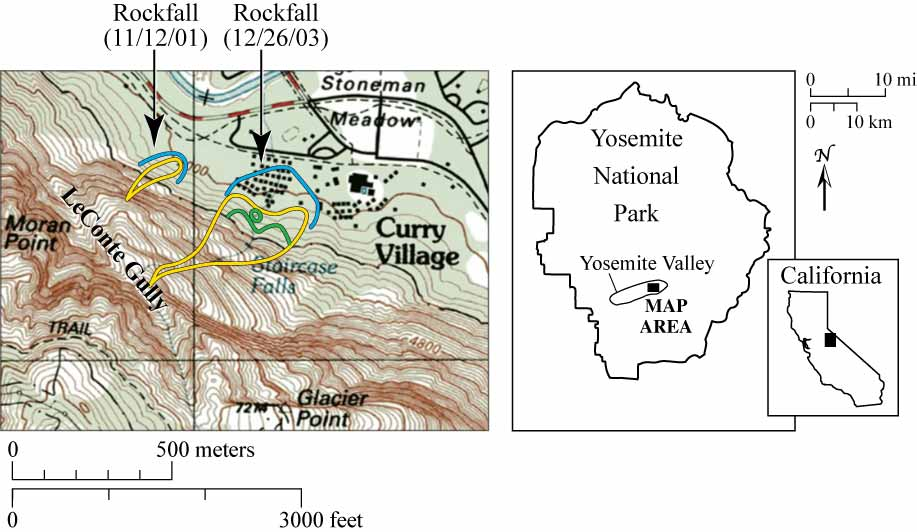 Rockfall
(11/12/01)
Rockfall
(12/26/03)
Stoneman
Meadow
LeConte Gully
Moran
Point
Curry
Village
Staircase
Falls
TRAIL
4800
7214
Glacier
Point
0
500 meters
0
3000 feet
Yosemite
National
Park
Yosemite Valley
MAP
AREA
0
10 mi
0
10 km
N
California